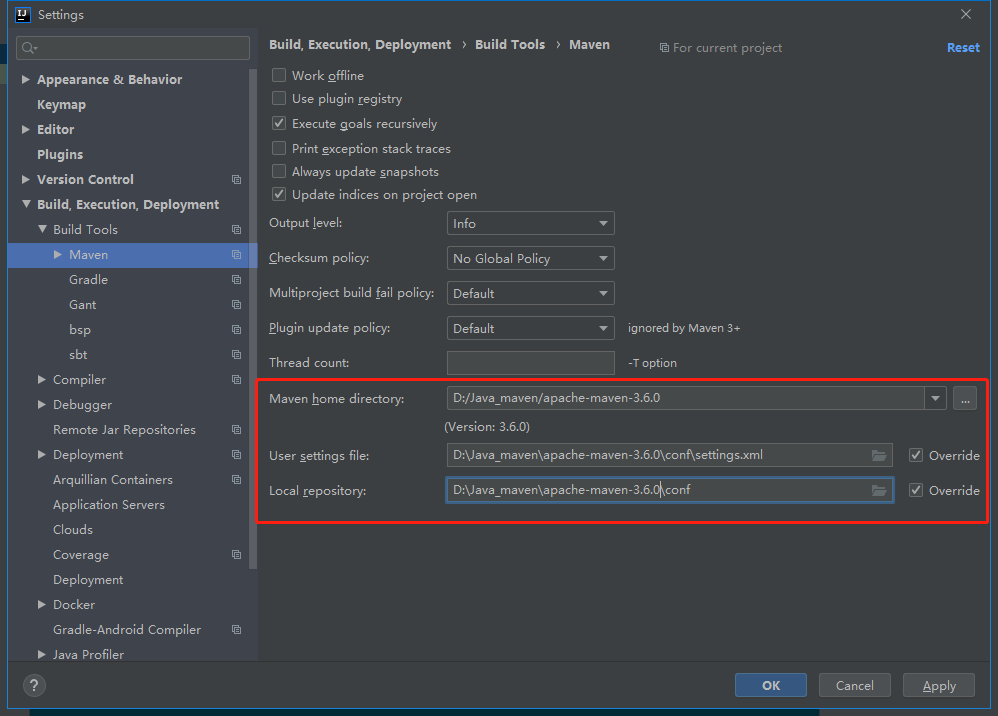 Settings
Build, Execution, Deployment › Build Tools › Maven
For current project
Reset
Appearance & Behavior
Keymap
Editor
Plugins
Version Control
Build, Execution, Deployment
Build Tools
Maven
Gradle
Gant
bsp
sbt
Compiler
Debugger
Remote Jar Repositories
Deployment
Arquillian Containers
Application Servers
Clouds
Coverage
Deployment
Docker
Gradle-Android Compiler
Java Profiler
Work offline
Use plugin registry
Execute goals recursively
Print exception stack traces
Always update snapshots
Update indices on project open
Output level: Info
Checksum policy: No Global Policy
Multiproject build fail policy: Default
Plugin update policy: Default ignored by Maven 3+
Thread count: -T option
Maven home directory: D:/Java_maven/apache-maven-3.6.0 ...
(Version: 3.6.0)
User settings file: D:\Java_maven\apache-maven-3.6.0\conf\settings.xml Override
Local repository: D:\Java_maven\apache-maven-3.6.0\conf Override
? OK Cancel Apply